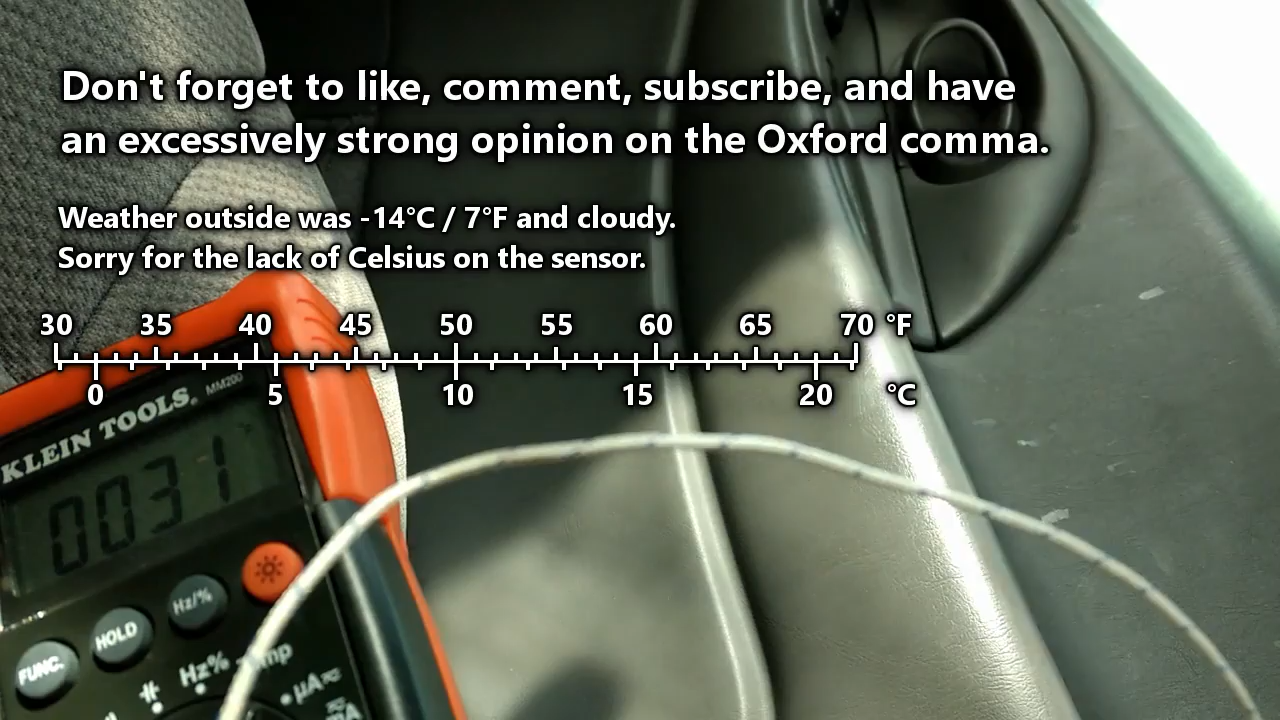 Don't forget to like, comment, subscribe, and have
an excessively strong opinion on the Oxford comma.
Weather outside was -14°C / 7°F and cloudy.
Sorry for the lack of Celsius on the sensor.
30 35 40 45 50 55 60 65 70 °F
0 5 10 15 20 °C
KLEIN TOOLS® MM200
0031
Hz/%
HOLD
FUNC.
Hz%
µA